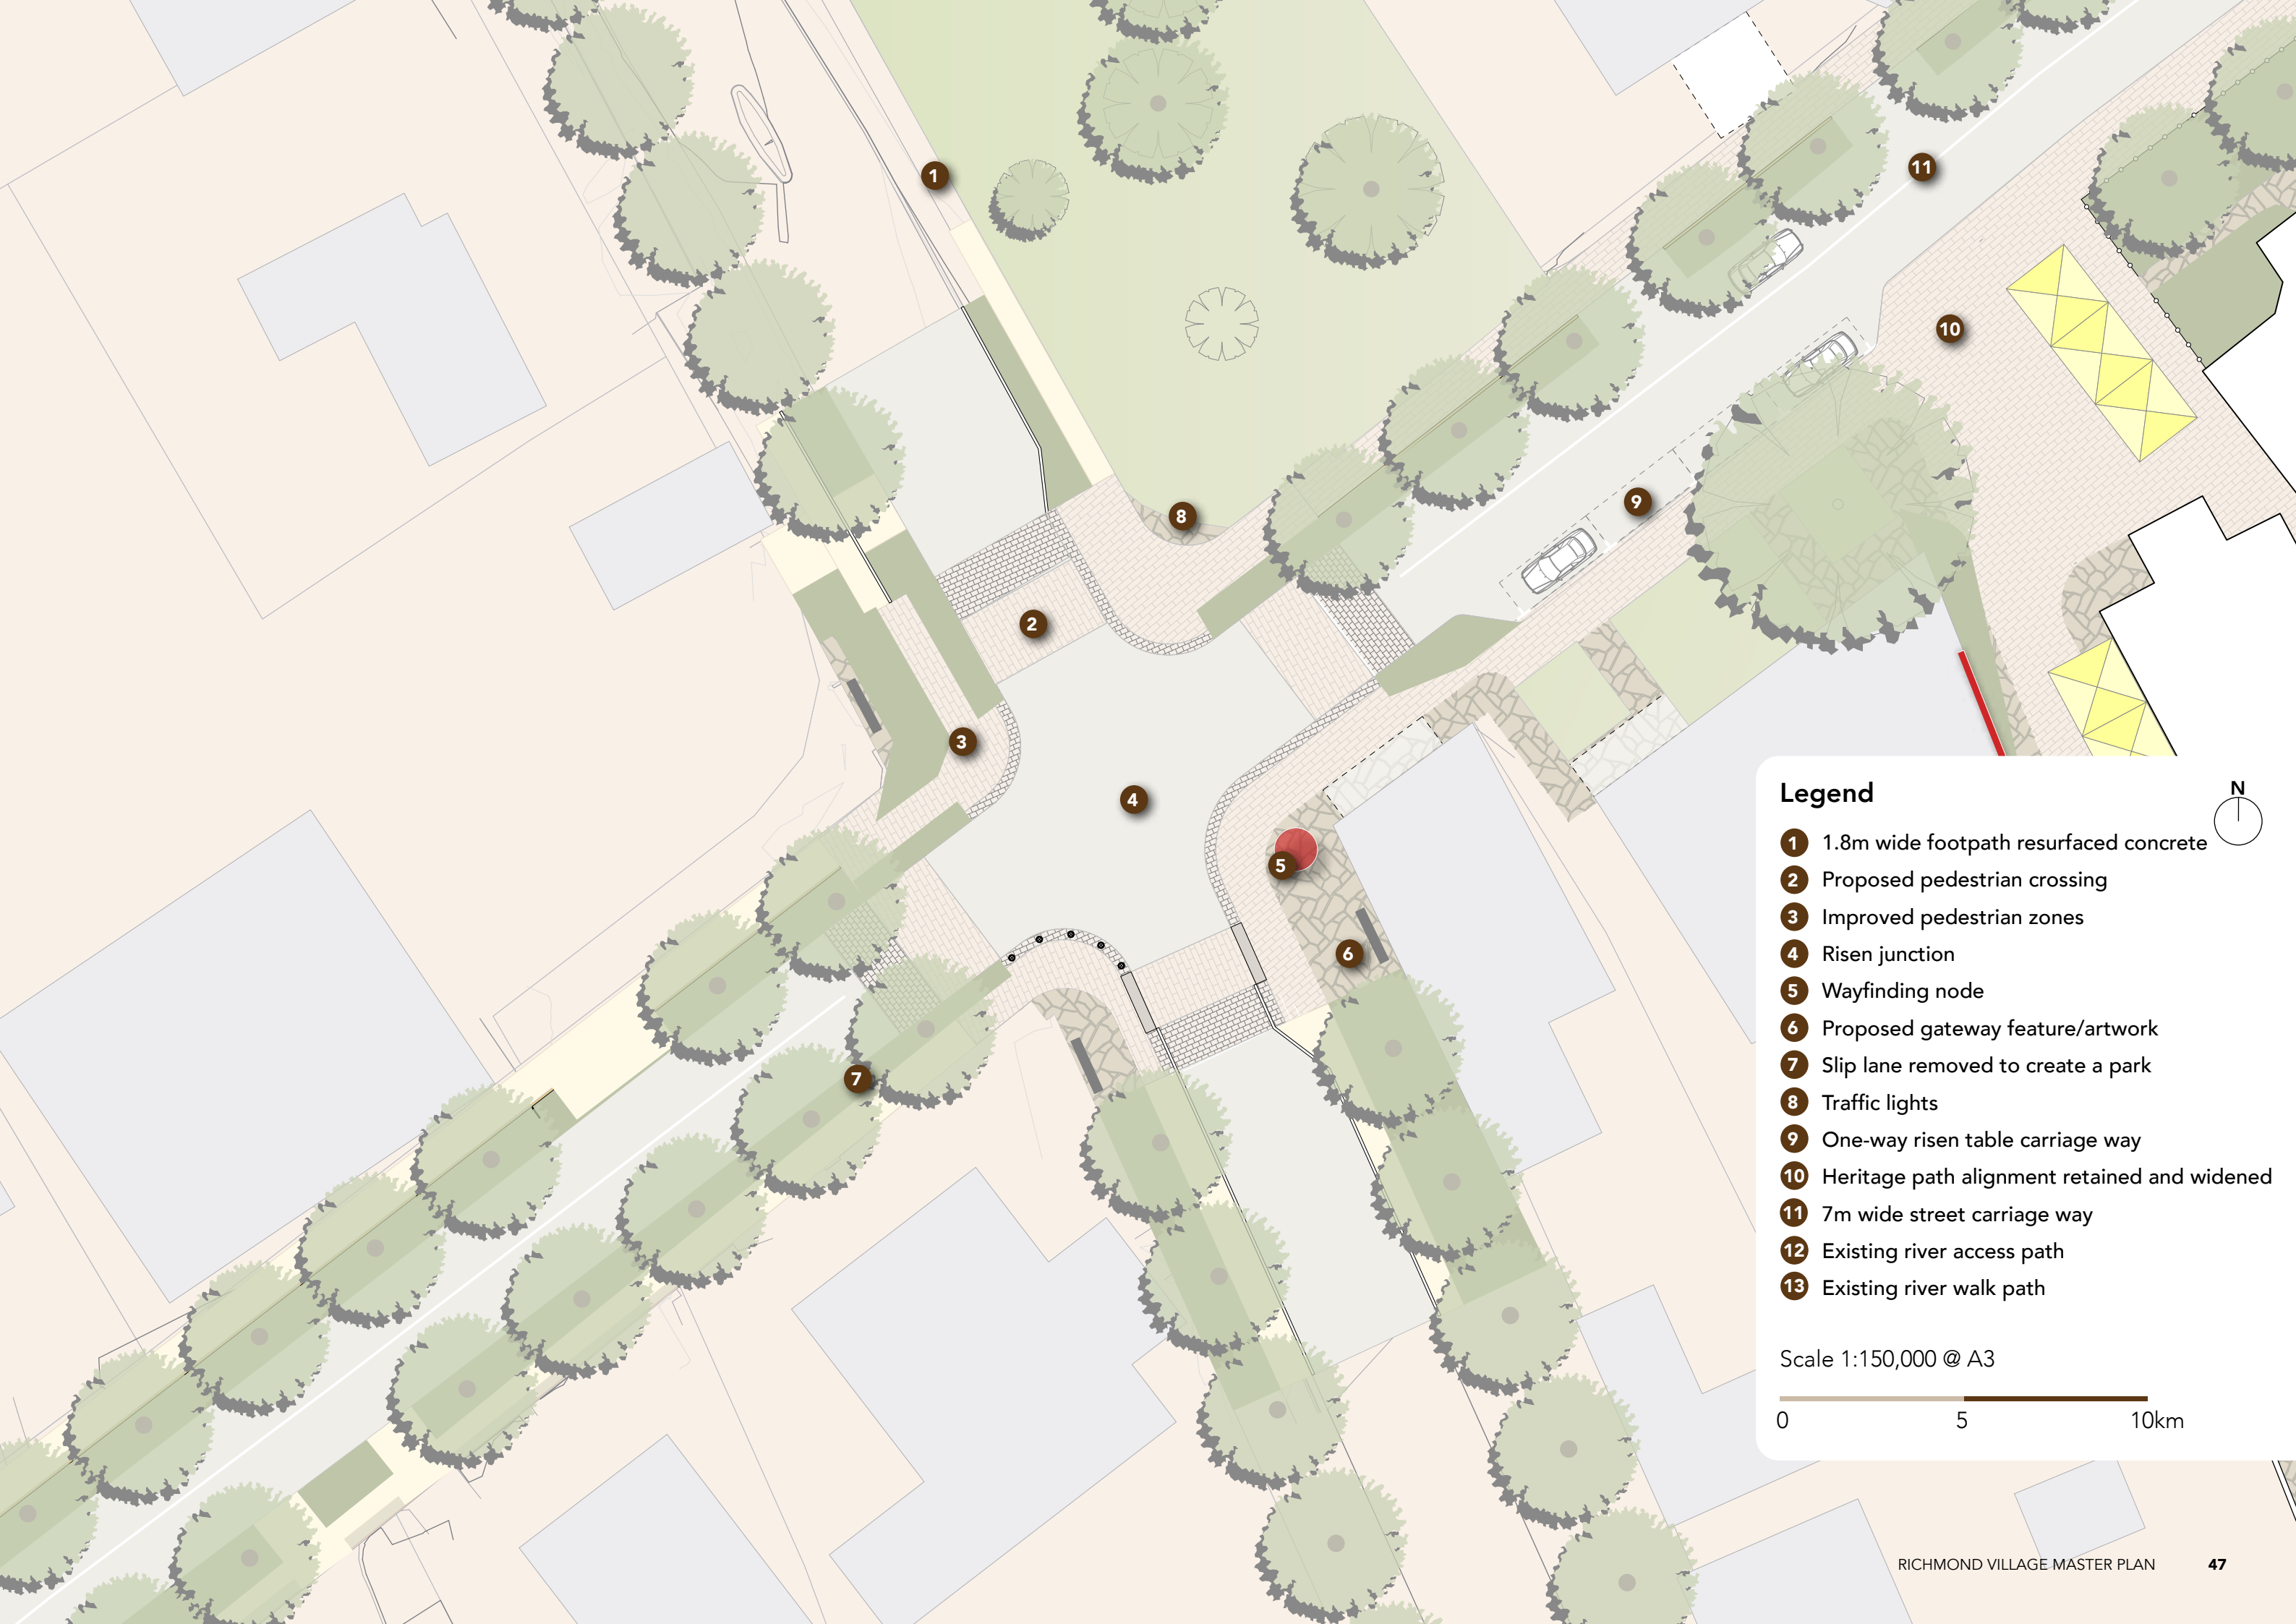 1
11
10
9
8
2
3
4
5
6
7
Legend
N
1 1.8m wide footpath resurfaced concrete
2 Proposed pedestrian crossing
3 Improved pedestrian zones
4 Risen junction
5 Wayfinding node
6 Proposed gateway feature/artwork
7 Slip lane removed to create a park
8 Traffic lights
9 One-way risen table carriage way
10 Heritage path alignment retained and widened
11 7m wide street carriage way
12 Existing river access path
13 Existing river walk path
Scale 1:150,000 @ A3
0 5 10km
RICHMOND VILLAGE MASTER PLAN 47